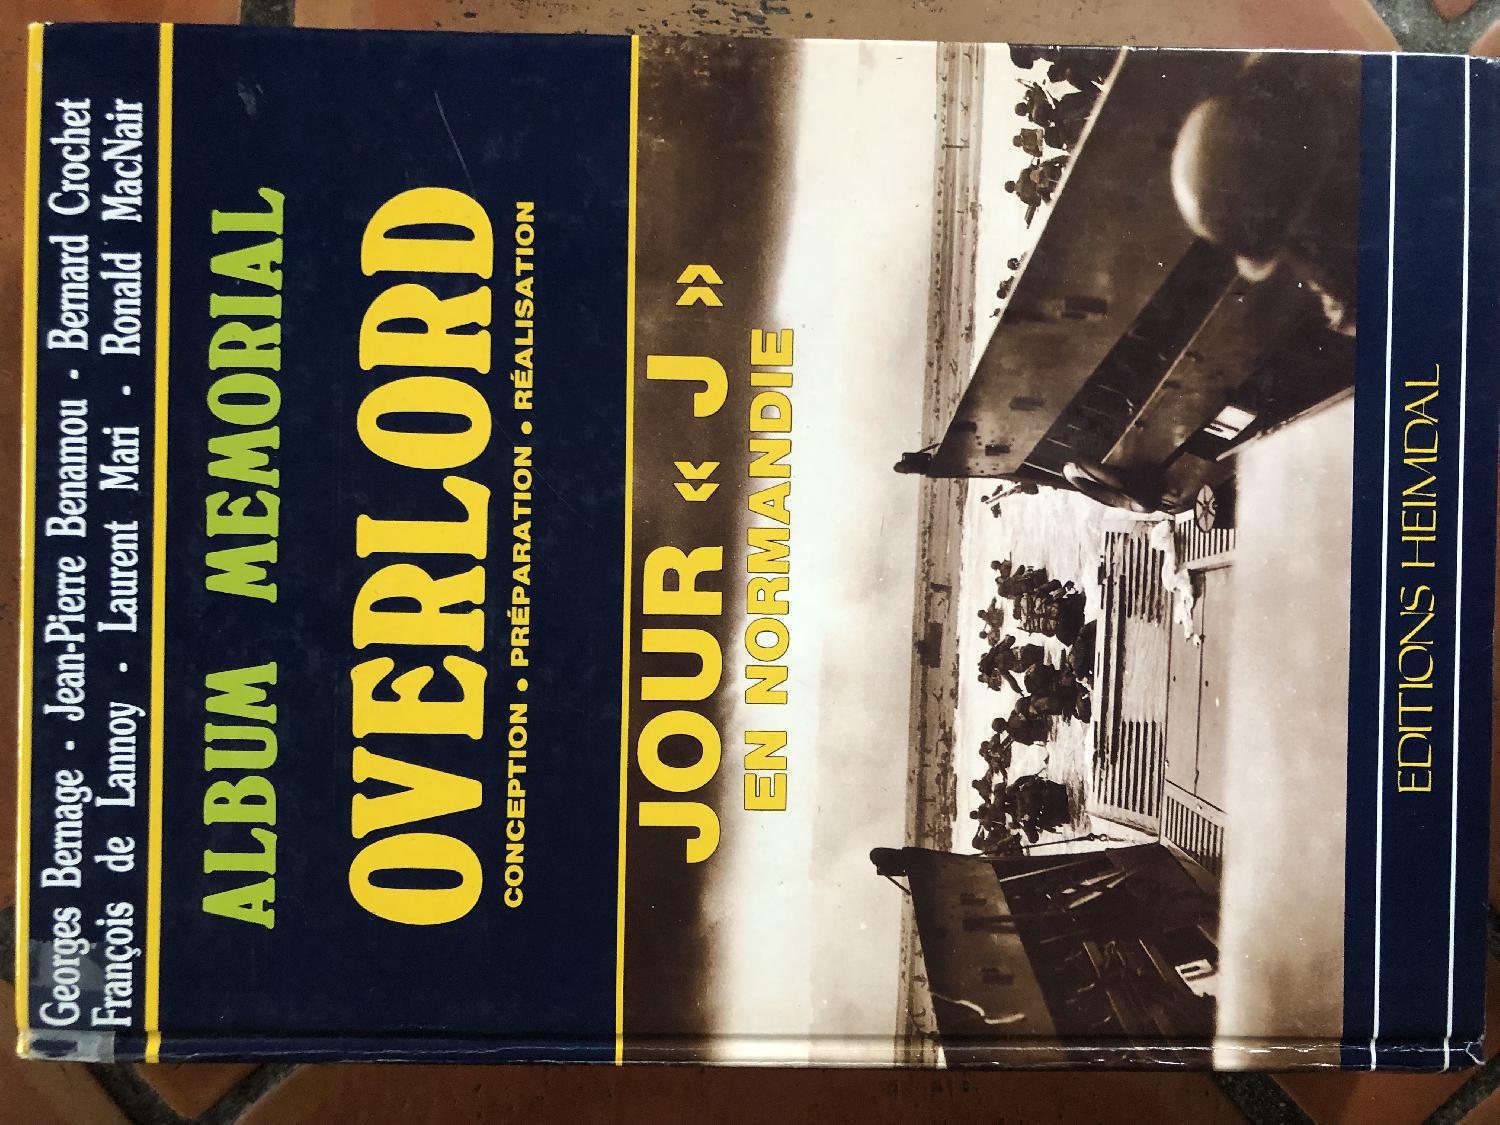 Georges Bernage · Jean-Pierre Benamou · Bernard Crochet
François de Lannoy · Laurent Mari · Ronald MacNair
ALBUM MEMORIAL
OVERLORD
CONCEPTION • PRÉPARATION • RÉALISATION
JOUR « J »
EN NORMANDIE
EDITIONS HEIMDAL